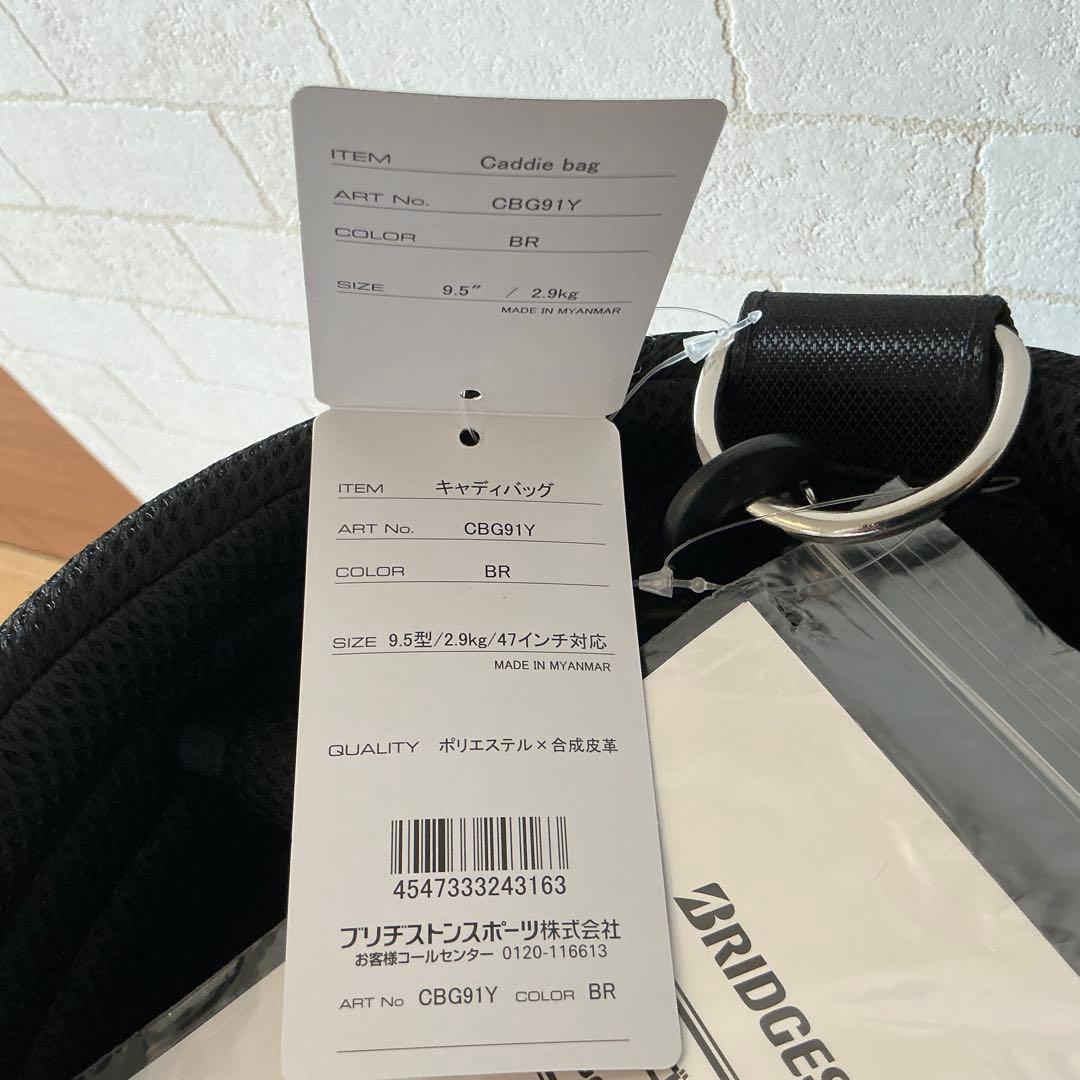 ITEM Caddie bag
ART No. CBG91Y
COLOR BR
SIZE 9.5″ / 2.9kg
MADE IN MYANMAR
ITEM キャディバッグ
ART No. CBG91Y
COLOR BR
SIZE 9.5型/2.9kg/47インチ対応
MADE IN MYANMAR
QUALITY ポリエステル×合成皮革
4547333243163
ブリヂストンスポーツ株式会社
お客様コールセンター 0120-116613
ART No CBG91Y COLOR BR
BRIDGES